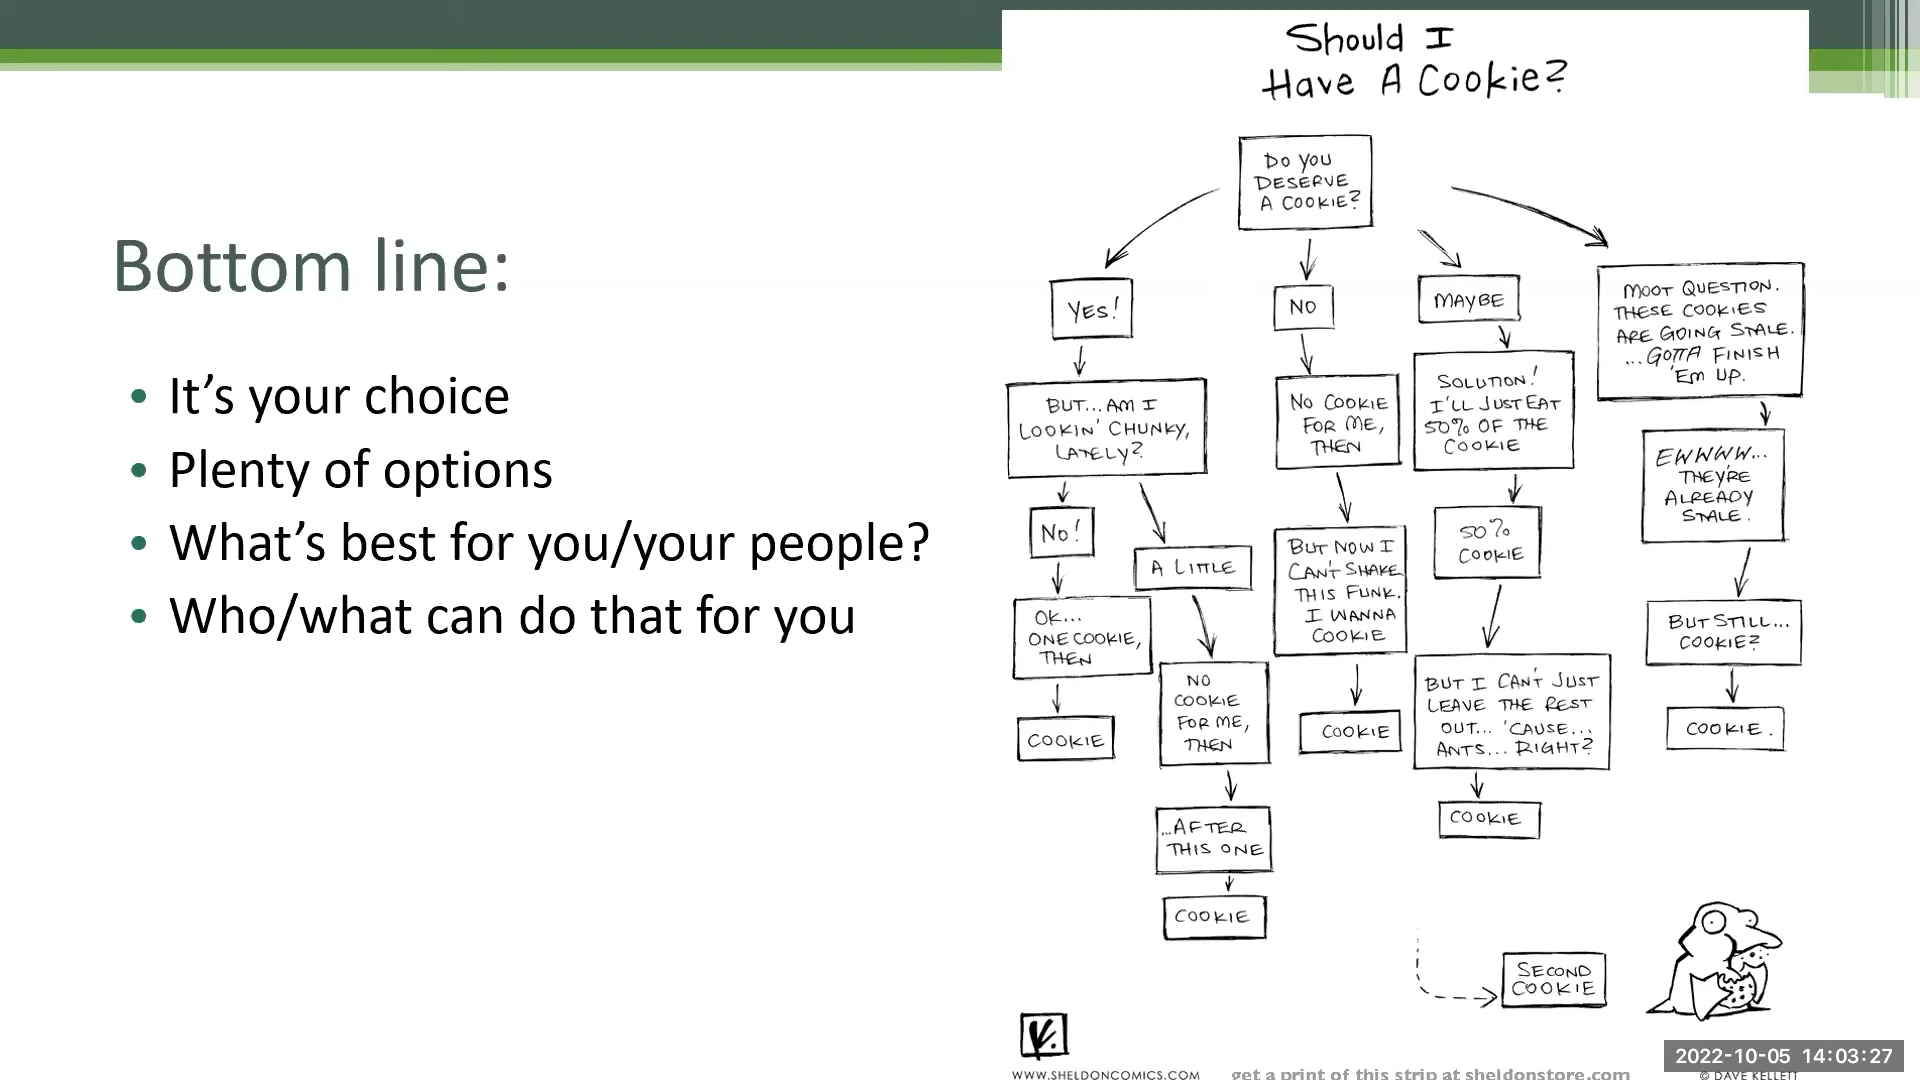 Bottom line:
• It’s your choice
• Plenty of options
• What’s best for you/your people?
• Who/what can do that for you
Should I
Have A Cookie?
DO YOU
DESERVE
A COOKIE?
YES!
BUT... AM I
LOOKIN' CHUNKY,
LATELY?
NO!
OK...
ONE COOKIE,
THEN
COOKIE
A LITTLE
NO
COOKIE
FOR ME,
THEN
...AFTER
THIS ONE
COOKIE
NO
NO COOKIE
FOR ME,
THEN
BUT NOW I
CAN'T SHAKE
THIS FUNK.
I WANNA
COOKIE
COOKIE
MAYBE
SOLUTION!
I'LL JUST EAT
50% OF THE
COOKIE
50%
COOKIE
BUT I CAN'T JUST
LEAVE THE REST
OUT... 'CAUSE...
ANTS... RIGHT?
COOKIE
MOOT QUESTION.
THESE COOKIES
ARE GOING STALE.
...GOTTA FINISH
'EM UP.
EWWWW...
THEY'RE
ALREADY
STALE.
BUT STILL...
COOKIE?
COOKIE.
SECOND
COOKIE
WWW.SHELDONCOMICS.COM
get a print of this strip at sheldonstore.com
© DAVE KELLETT
2022-10-05 14:03:27